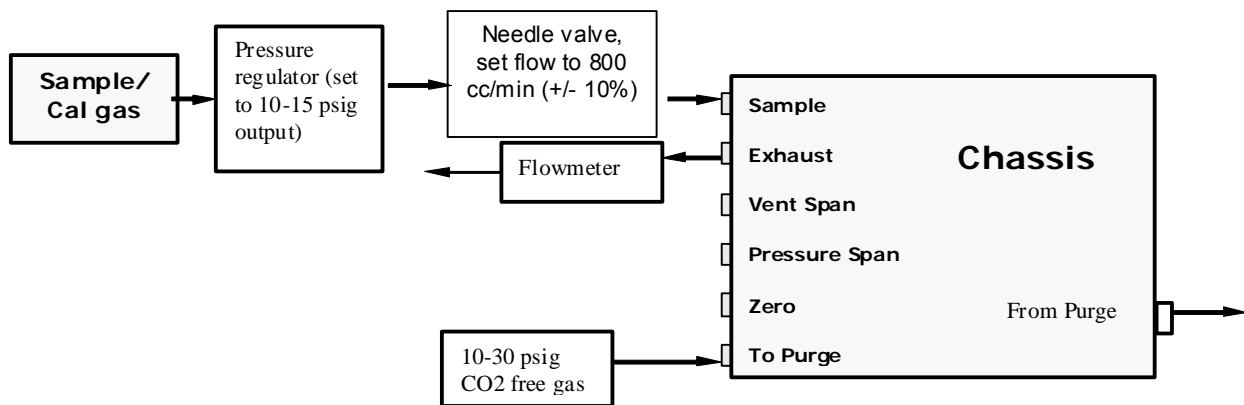 Sample/
Cal gas
Pressure
regulator (set
to 10-15 psig
output)
Needle valve,
set flow to 800
cc/min (+/- 10%)
Flowmeter
Chassis
Sample
Exhaust
Vent Span
Pressure Span
Zero
To Purge
From Purge
10-30 psig
CO2 free gas